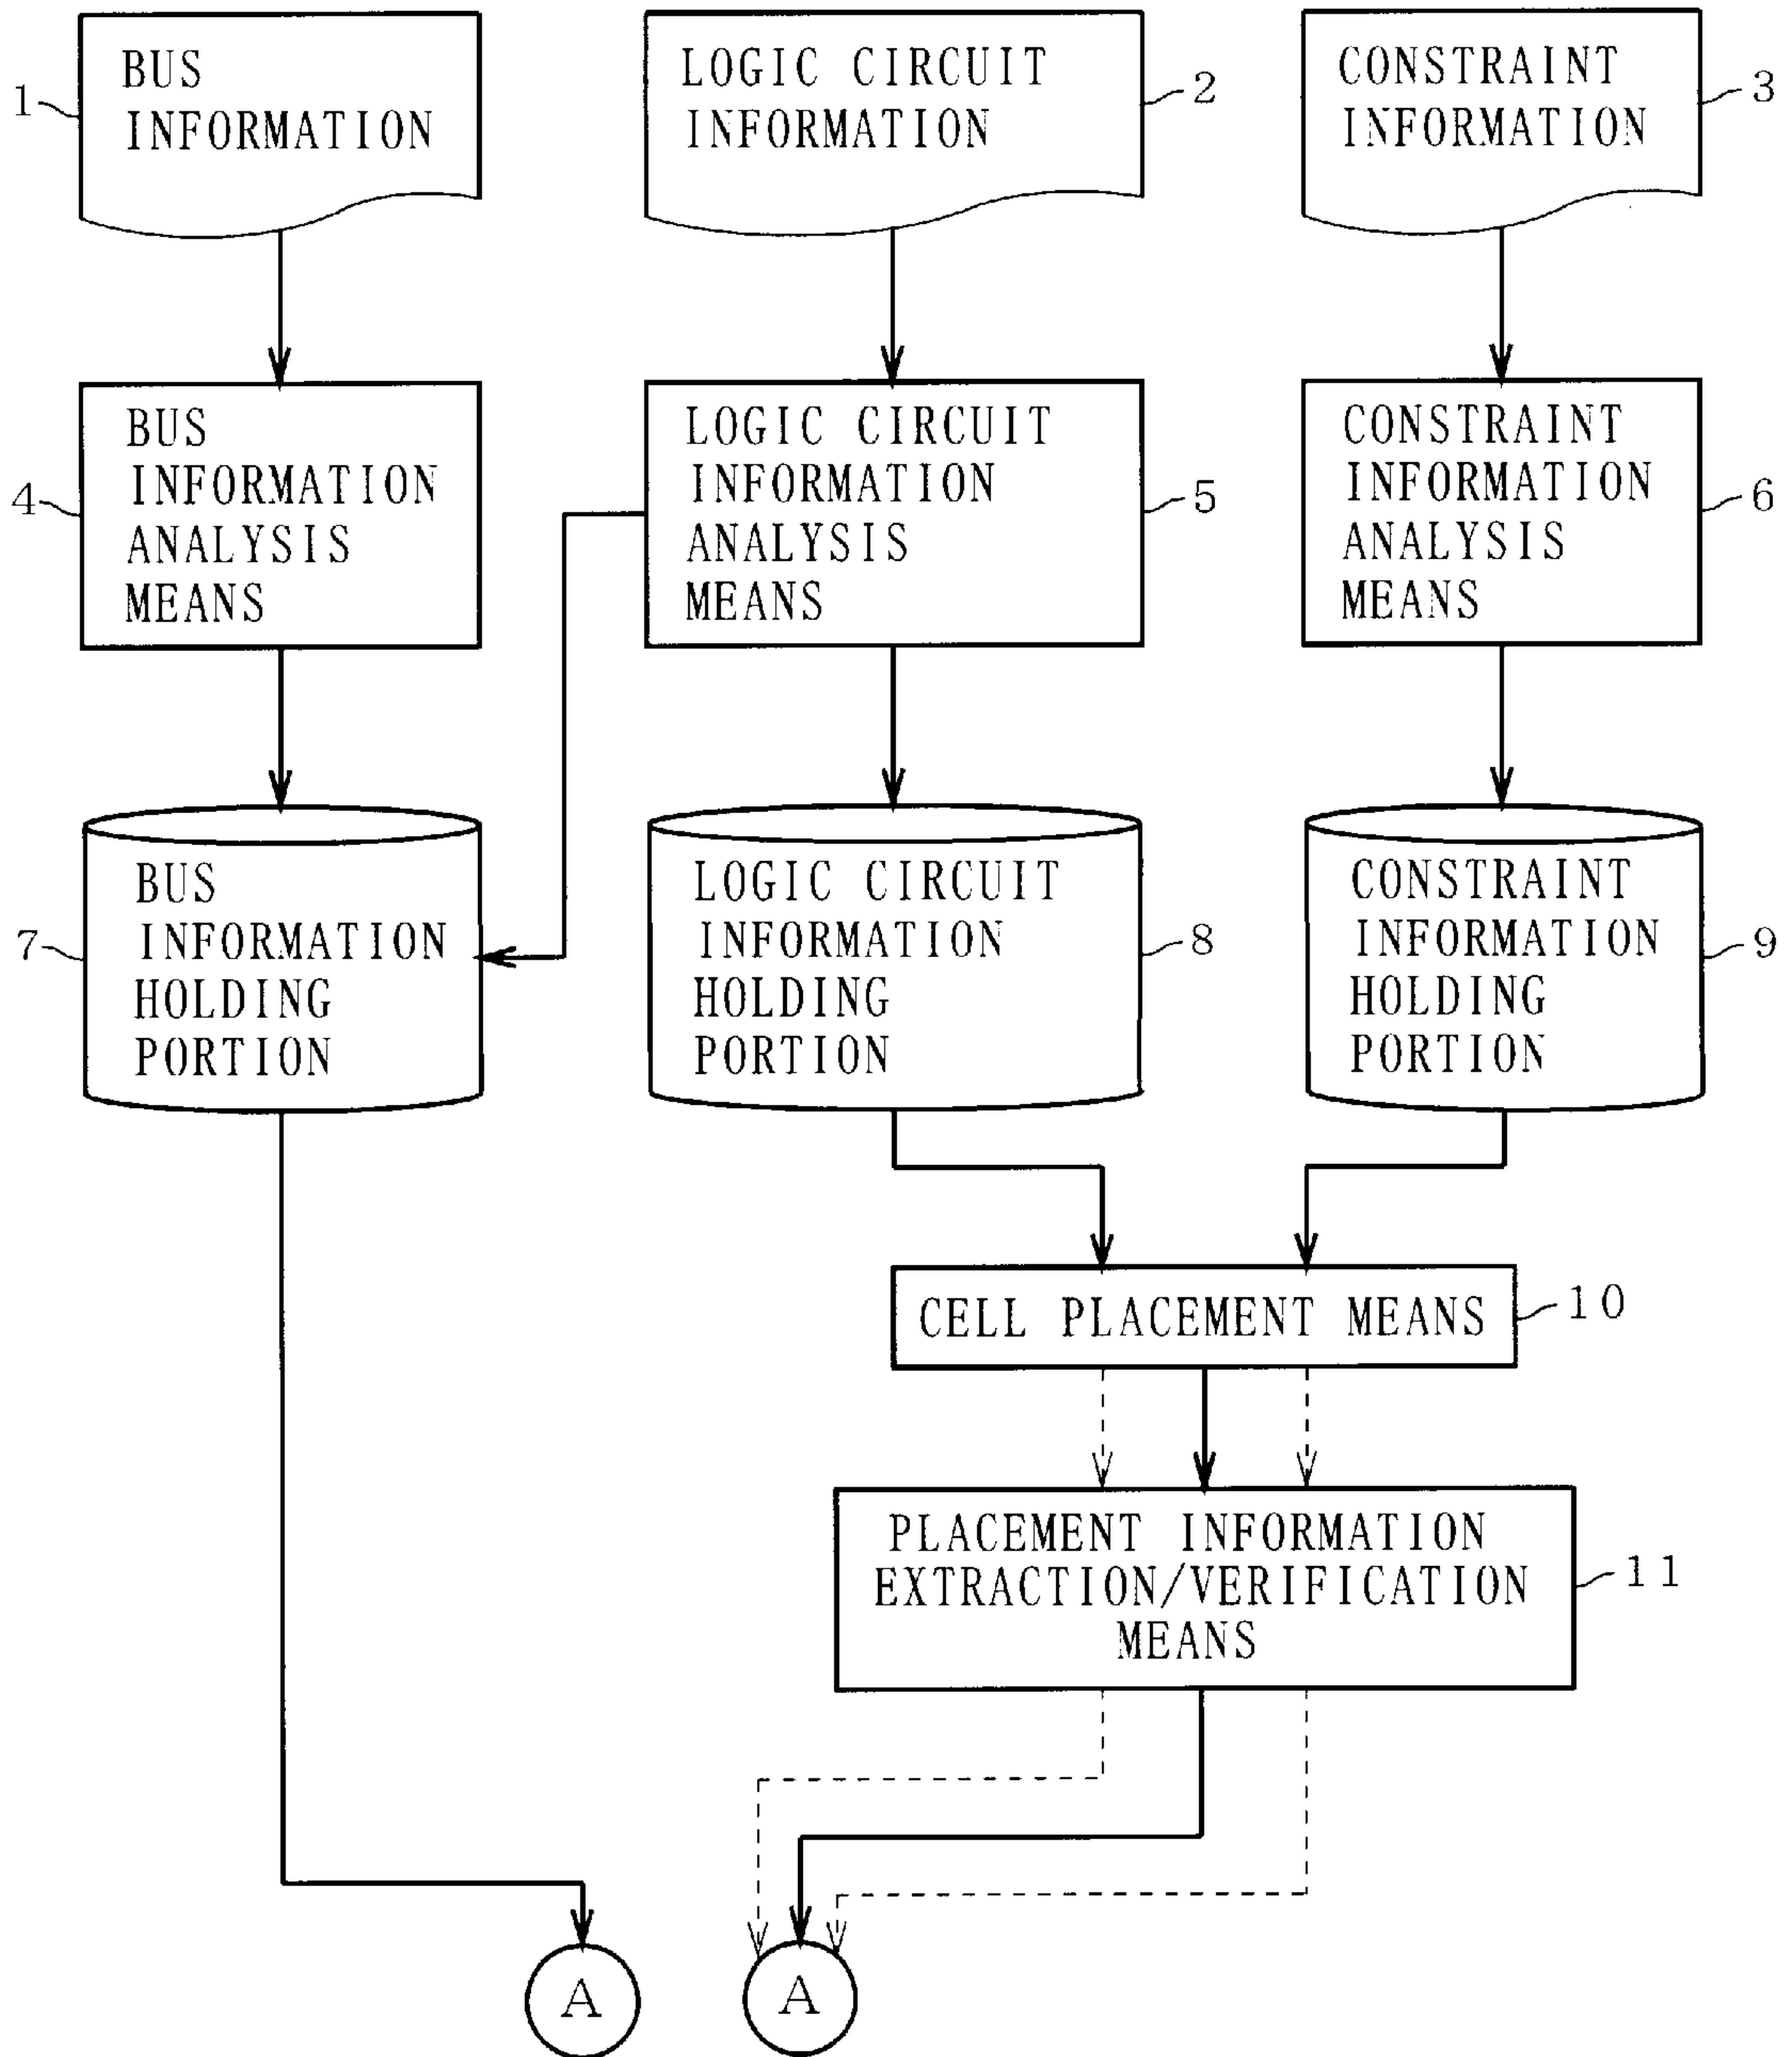 BUS
INFORMATION
1
LOGIC CIRCUIT
INFORMATION
2
CONSTRAINT
INFORMATION
3
BUS
INFORMATION
ANALYSIS
MEANS
4
LOGIC CIRCUIT
INFORMATION
ANALYSIS
MEANS
5
CONSTRAINT
INFORMATION
ANALYSIS
MEANS
6
BUS
INFORMATION
HOLDING
PORTION
7
LOGIC CIRCUIT
INFORMATION
HOLDING
PORTION
8
CONSTRAINT
INFORMATION
HOLDING
PORTION
9
CELL PLACEMENT MEANS
10
PLACEMENT INFORMATION
EXTRACTION/VERIFICATION
MEANS
11
A
A